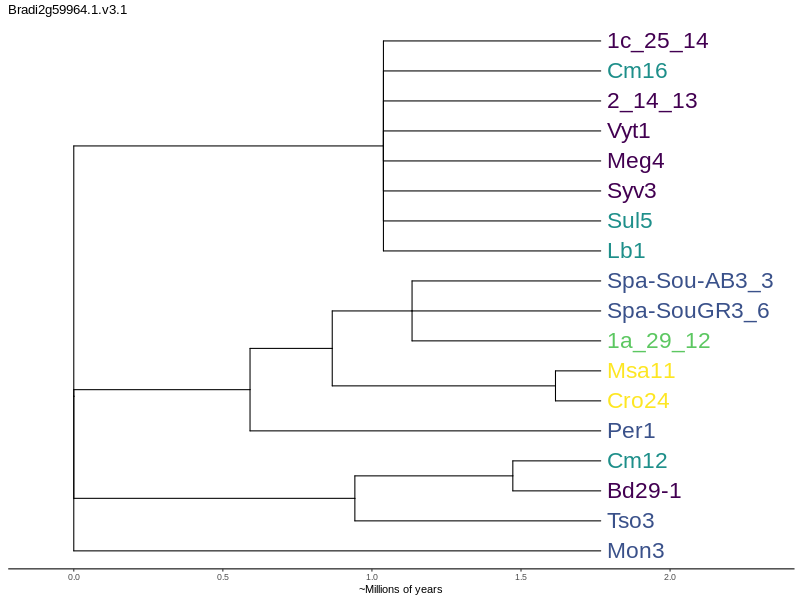 Bradi2g59964.1.v3.1
1c_25_14
Cm16
2_14_13
Vyt1
Meg4
Syv3
Sul5
Lb1
Spa-Sou-AB3_3
Spa-SouGR3_6
1a_29_12
Msa11
Cro24
Per1
Cm12
Bd29-1
Tso3
Mon3
0.0 0.5 1.0 1.5 2.0
~Millions of years